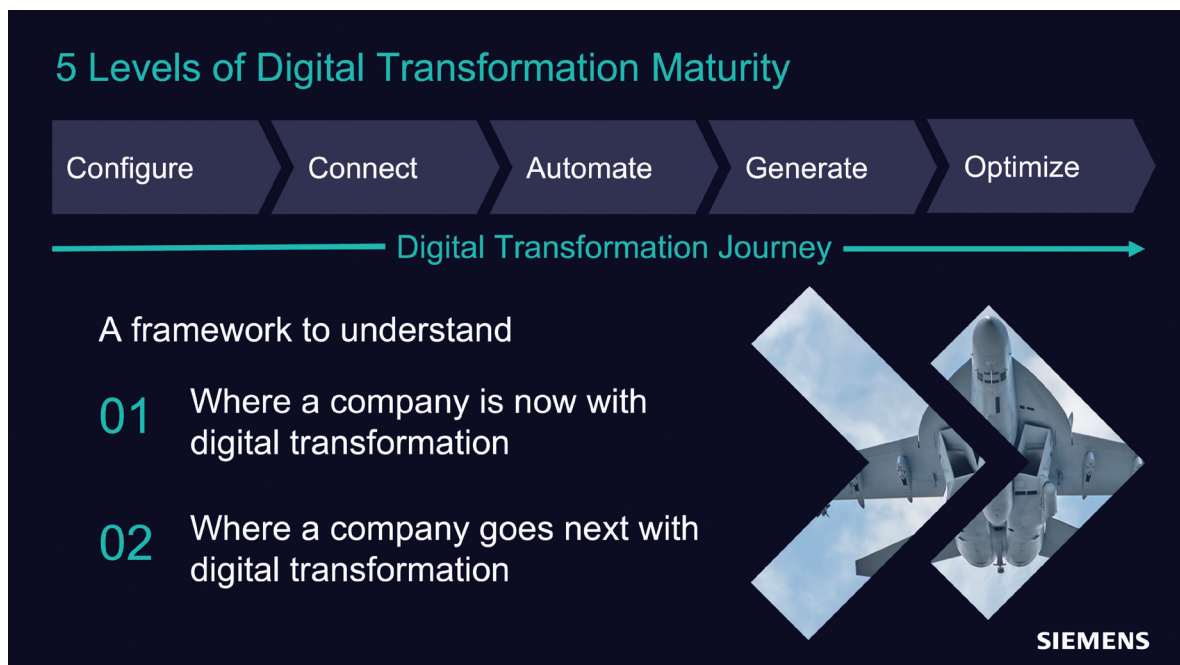 5 Levels of Digital Transformation Maturity
Configure
Connect
Automate
Generate
Optimize
Digital Transformation Journey
A framework to understand
01
Where a company is now with
digital transformation
02
Where a company goes next with
digital transformation
SIEMENS